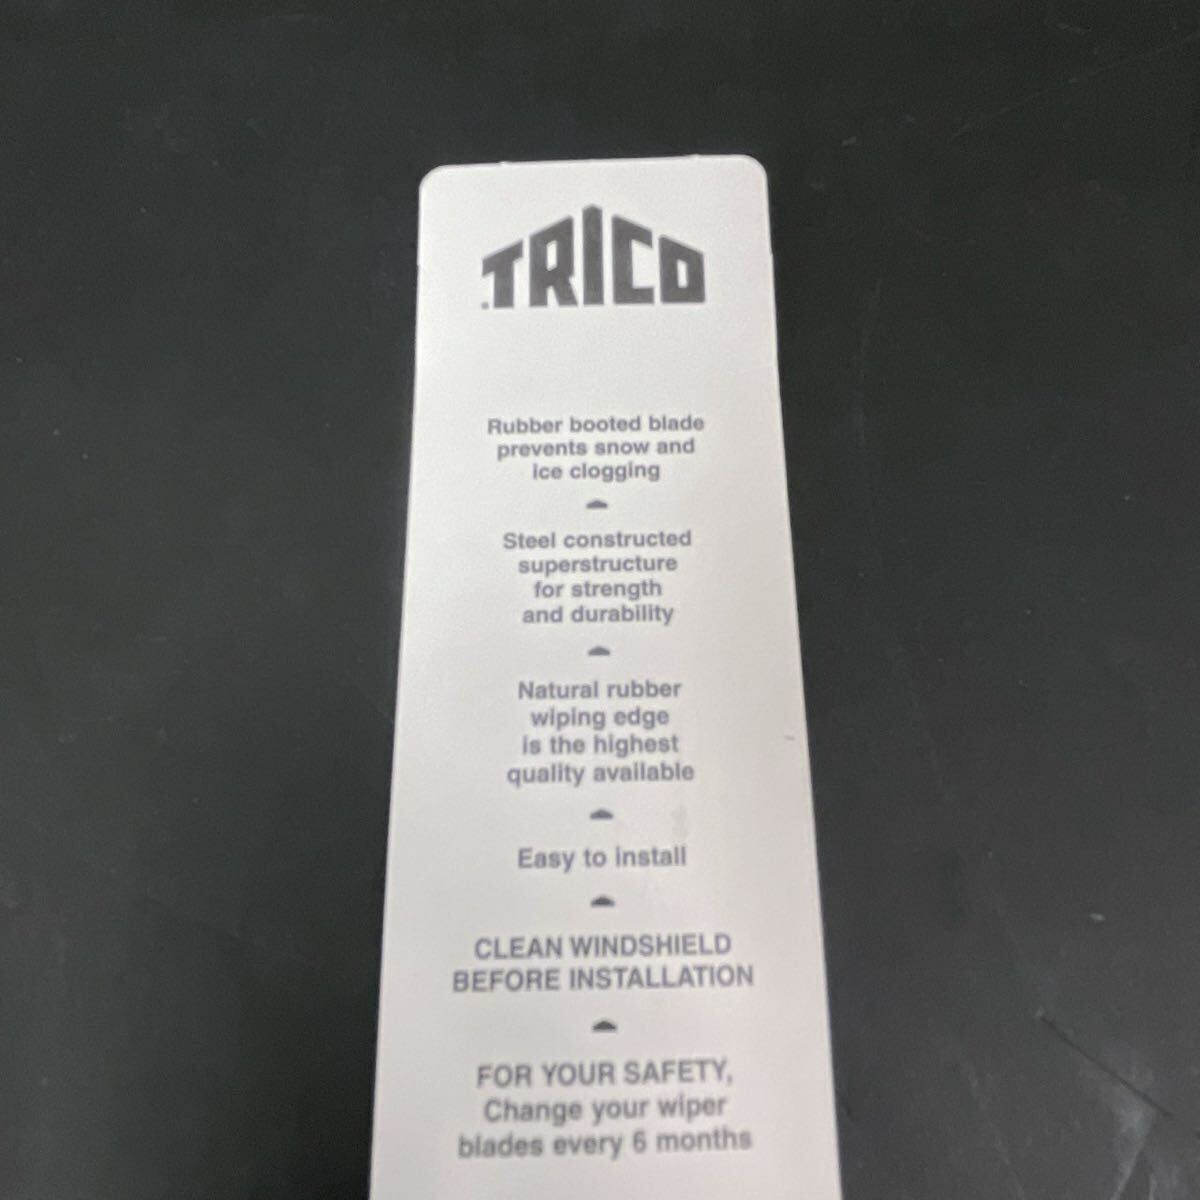 TRICO
Rubber booted blade
prevents snow and
ice clogging
Steel constructed
superstructure
for strength
and durability
Natural rubber
wiping edge
is the highest
quality available
Easy to install
CLEAN WINDSHIELD
BEFORE INSTALLATION
FOR YOUR SAFETY,
Change your wiper
blades every 6 months